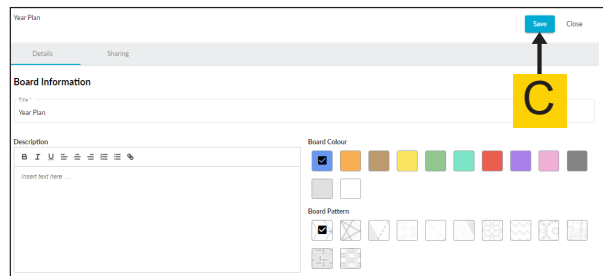 Year Plan
Save Close
Details Sharing
C
Board Information
Title *
Year Plan
Description
B I U
Insert text here ...
Board Colour
Board Pattern